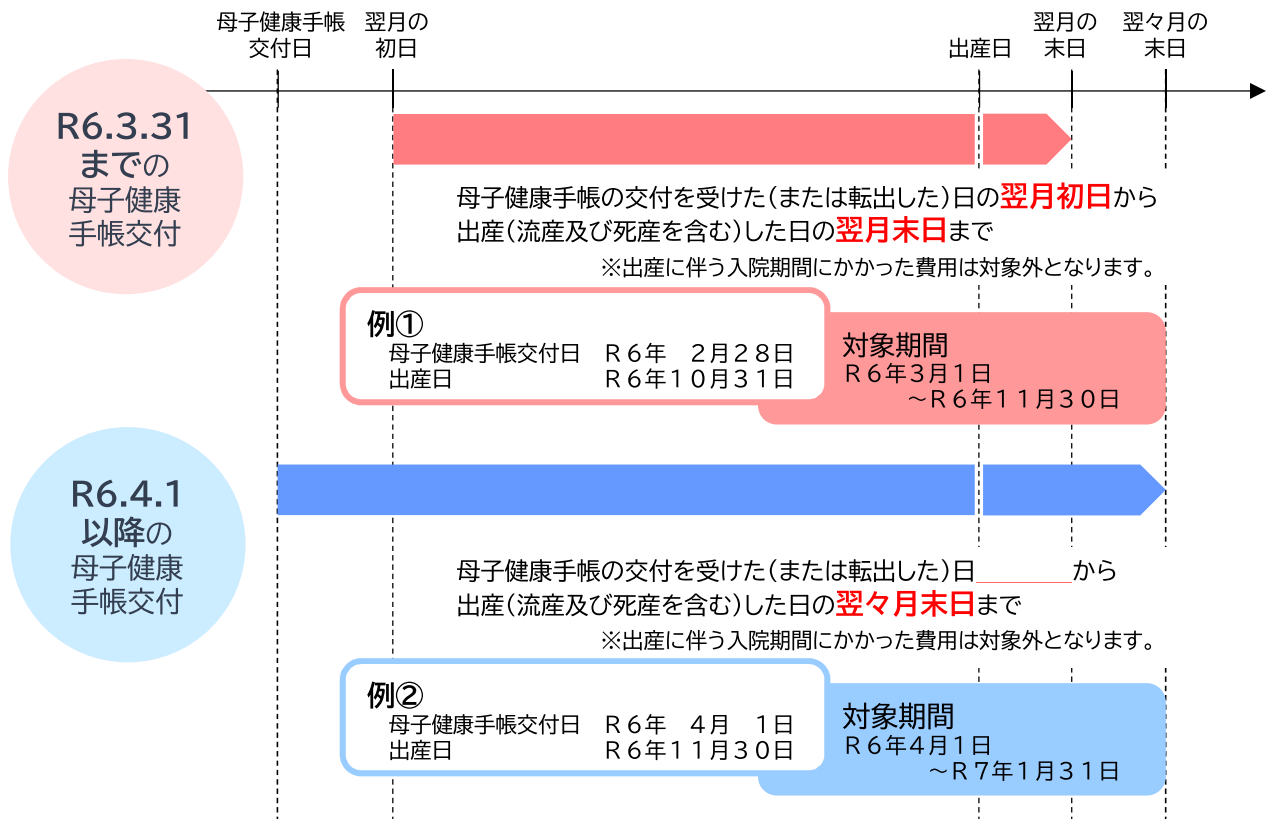 母子健康手帳
交付日
翌月の
初日
出産日
翌月の
末日
翌々月の
末日
R6.3.31
までの
母子健康
手帳交付
母子健康手帳の交付を受けた(または転出した)日の翌月初日から
出産(流産及び死産を含む)した日の翌月末日まで
※出産に伴う入院期間にかかった費用は対象外となります。
例①
母子健康手帳交付日　R6年　2月28日
出産日　R6年10月31日
対象期間
R6年3月1日
～R6年11月30日
R6.4.1
以降の
母子健康
手帳交付
母子健康手帳の交付を受けた(または転出した)日＿＿＿＿から
出産(流産及び死産を含む)した日の翌々月末日まで
※出産に伴う入院期間にかかった費用は対象外となります。
例②
母子健康手帳交付日　R6年　4月　1日
出産日　R6年11月30日
対象期間
R6年4月1日
～R7年1月31日